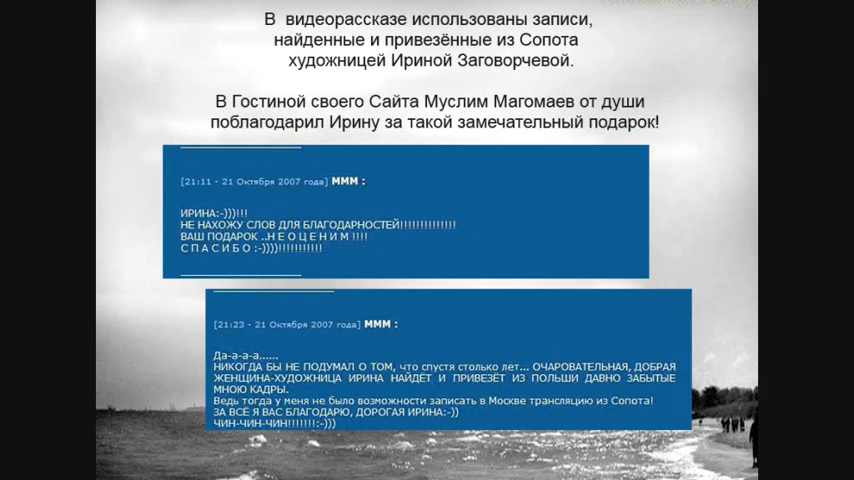 В видеорассказе использованы записи,
найденные и привезённые из Сопота
художницей Ириной Заговорчевой.
В Гостиной своего Сайта Муслим Магомаев от души
поблагодарил Ирину за такой замечательный подарок!
[21:11 - 21 Октября 2007 года] МММ :
ИРИНА:-)))!!!
НЕ НАХОЖУ СЛОВ ДЛЯ БЛАГОДАРНОСТЕЙ!!!!!!!!!!!!!!
ВАШ ПОДАРОК ..Н Е О Ц Е Н И М !!!!
С П А С И Б О :-))))!!!!!!!!!!!
[21:23 - 21 Октября 2007 года] МММ :
Да-а-а-а......
НИКОГДА БЫ НЕ ПОДУМАЛ О ТОМ, что спустя столько лет... ОЧАРОВАТЕЛЬНАЯ, ДОБРАЯ
ЖЕНЩИНА-ХУДОЖНИЦА ИРИНА НАЙДЁТ И ПРИВЕЗЁТ ИЗ ПОЛЬШИ ДАВНО ЗАБЫТЫЕ
МНОЮ КАДРЫ.
Ведь тогда у меня не было возможности записать в Москве трансляцию из Сопота!
ЗА ВСЁ Я ВАС БЛАГОДАРЮ, ДОРОГАЯ ИРИНА:-))
ЧИН-ЧИН-ЧИН!!!!!!!:-)))